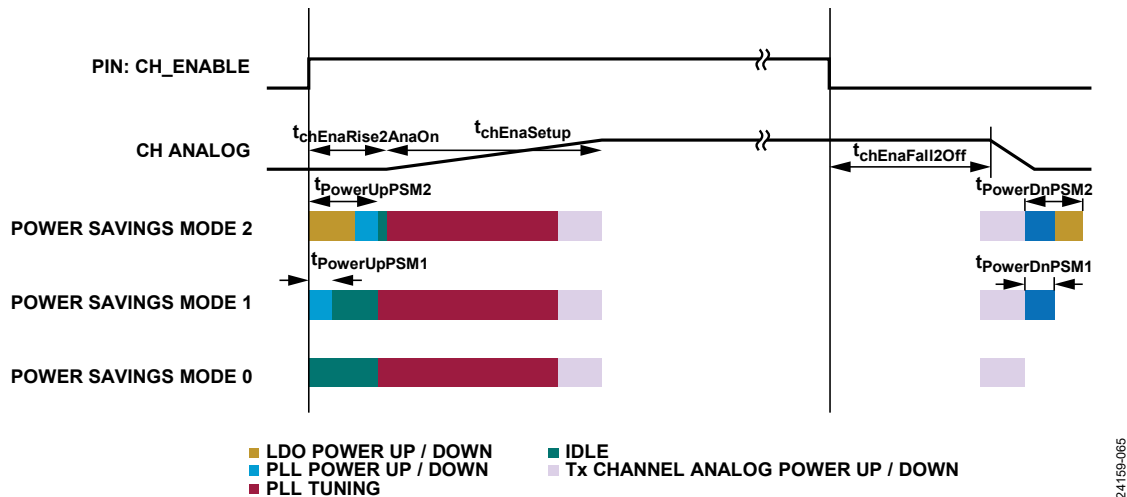 PIN: CH_ENABLE
tchEnaRise2AnaOn
tchEnaSetup
CH ANALOG
tchEnaFall2Off
tPowerUpPSM2
tPowerDnPSM2
POWER SAVINGS MODE 2
tPowerUpPSM1
tPowerDnPSM1
POWER SAVINGS MODE 1
POWER SAVINGS MODE 0
LDO POWER UP / DOWN
IDLE
PLL POWER UP / DOWN
Tx CHANNEL ANALOG POWER UP / DOWN
PLL TUNING
24159-065